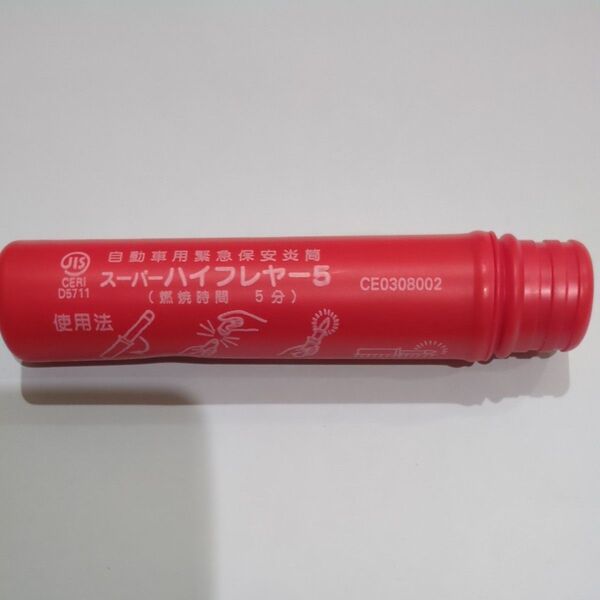 JIS
CERI
D5711
自動車用緊急保安炎筒
スーパーハイフレヤー5
(燃焼時間 5分)
CE0308002
使用法